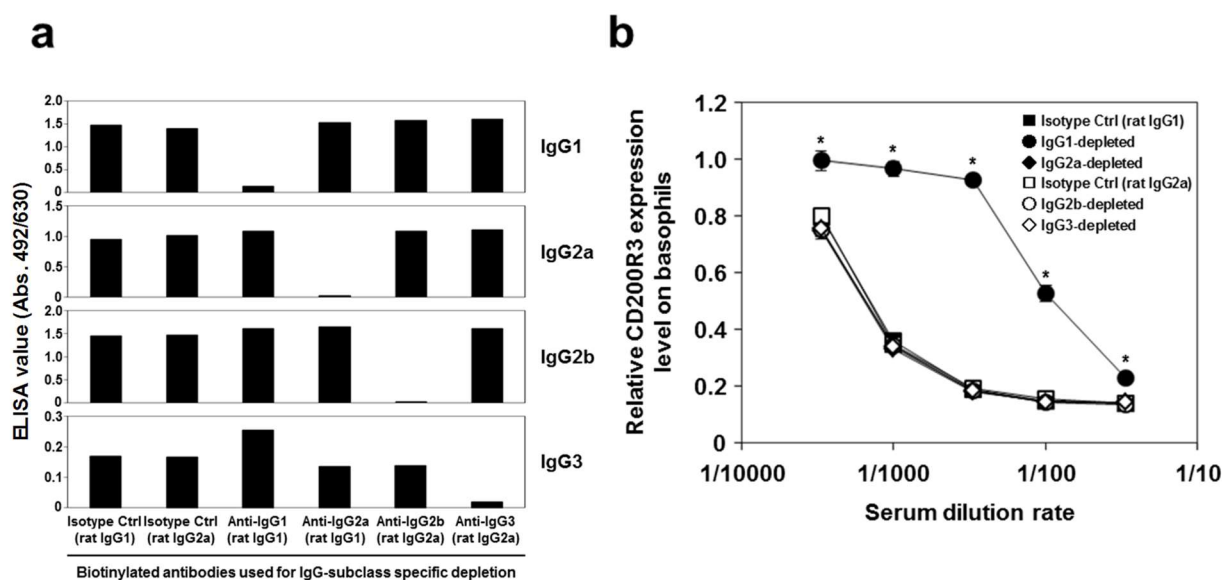 a
ELISA value (Abs. 492/630)
2.0
1.5
1.0
0.5
0
IgG1
1.5
1.0
0.5
0
IgG2a
2.0
1.5
1.0
0.5
0
IgG2b
0.3
0.2
0.1
0
IgG3
Isotype Ctrl
(rat IgG1)
Isotype Ctrl
(rat IgG2a)
Anti-IgG1
(rat IgG1)
Anti-IgG2a
(rat IgG1)
Anti-IgG2b
(rat IgG2a)
Anti-IgG3
(rat IgG2a)
Biotinylated antibodies used for IgG-subclass specific depletion
b
Relative CD200R3 expression
level on basophils
1.2
1.0
0.8
0.6
0.4
0.2
0
*
*
*
*
*
Isotype Ctrl (rat IgG1)
IgG1-depleted
IgG2a-depleted
Isotype Ctrl (rat IgG2a)
IgG2b-depleted
IgG3-depleted
1/10000
1/1000
1/100
1/10
Serum dilution rate